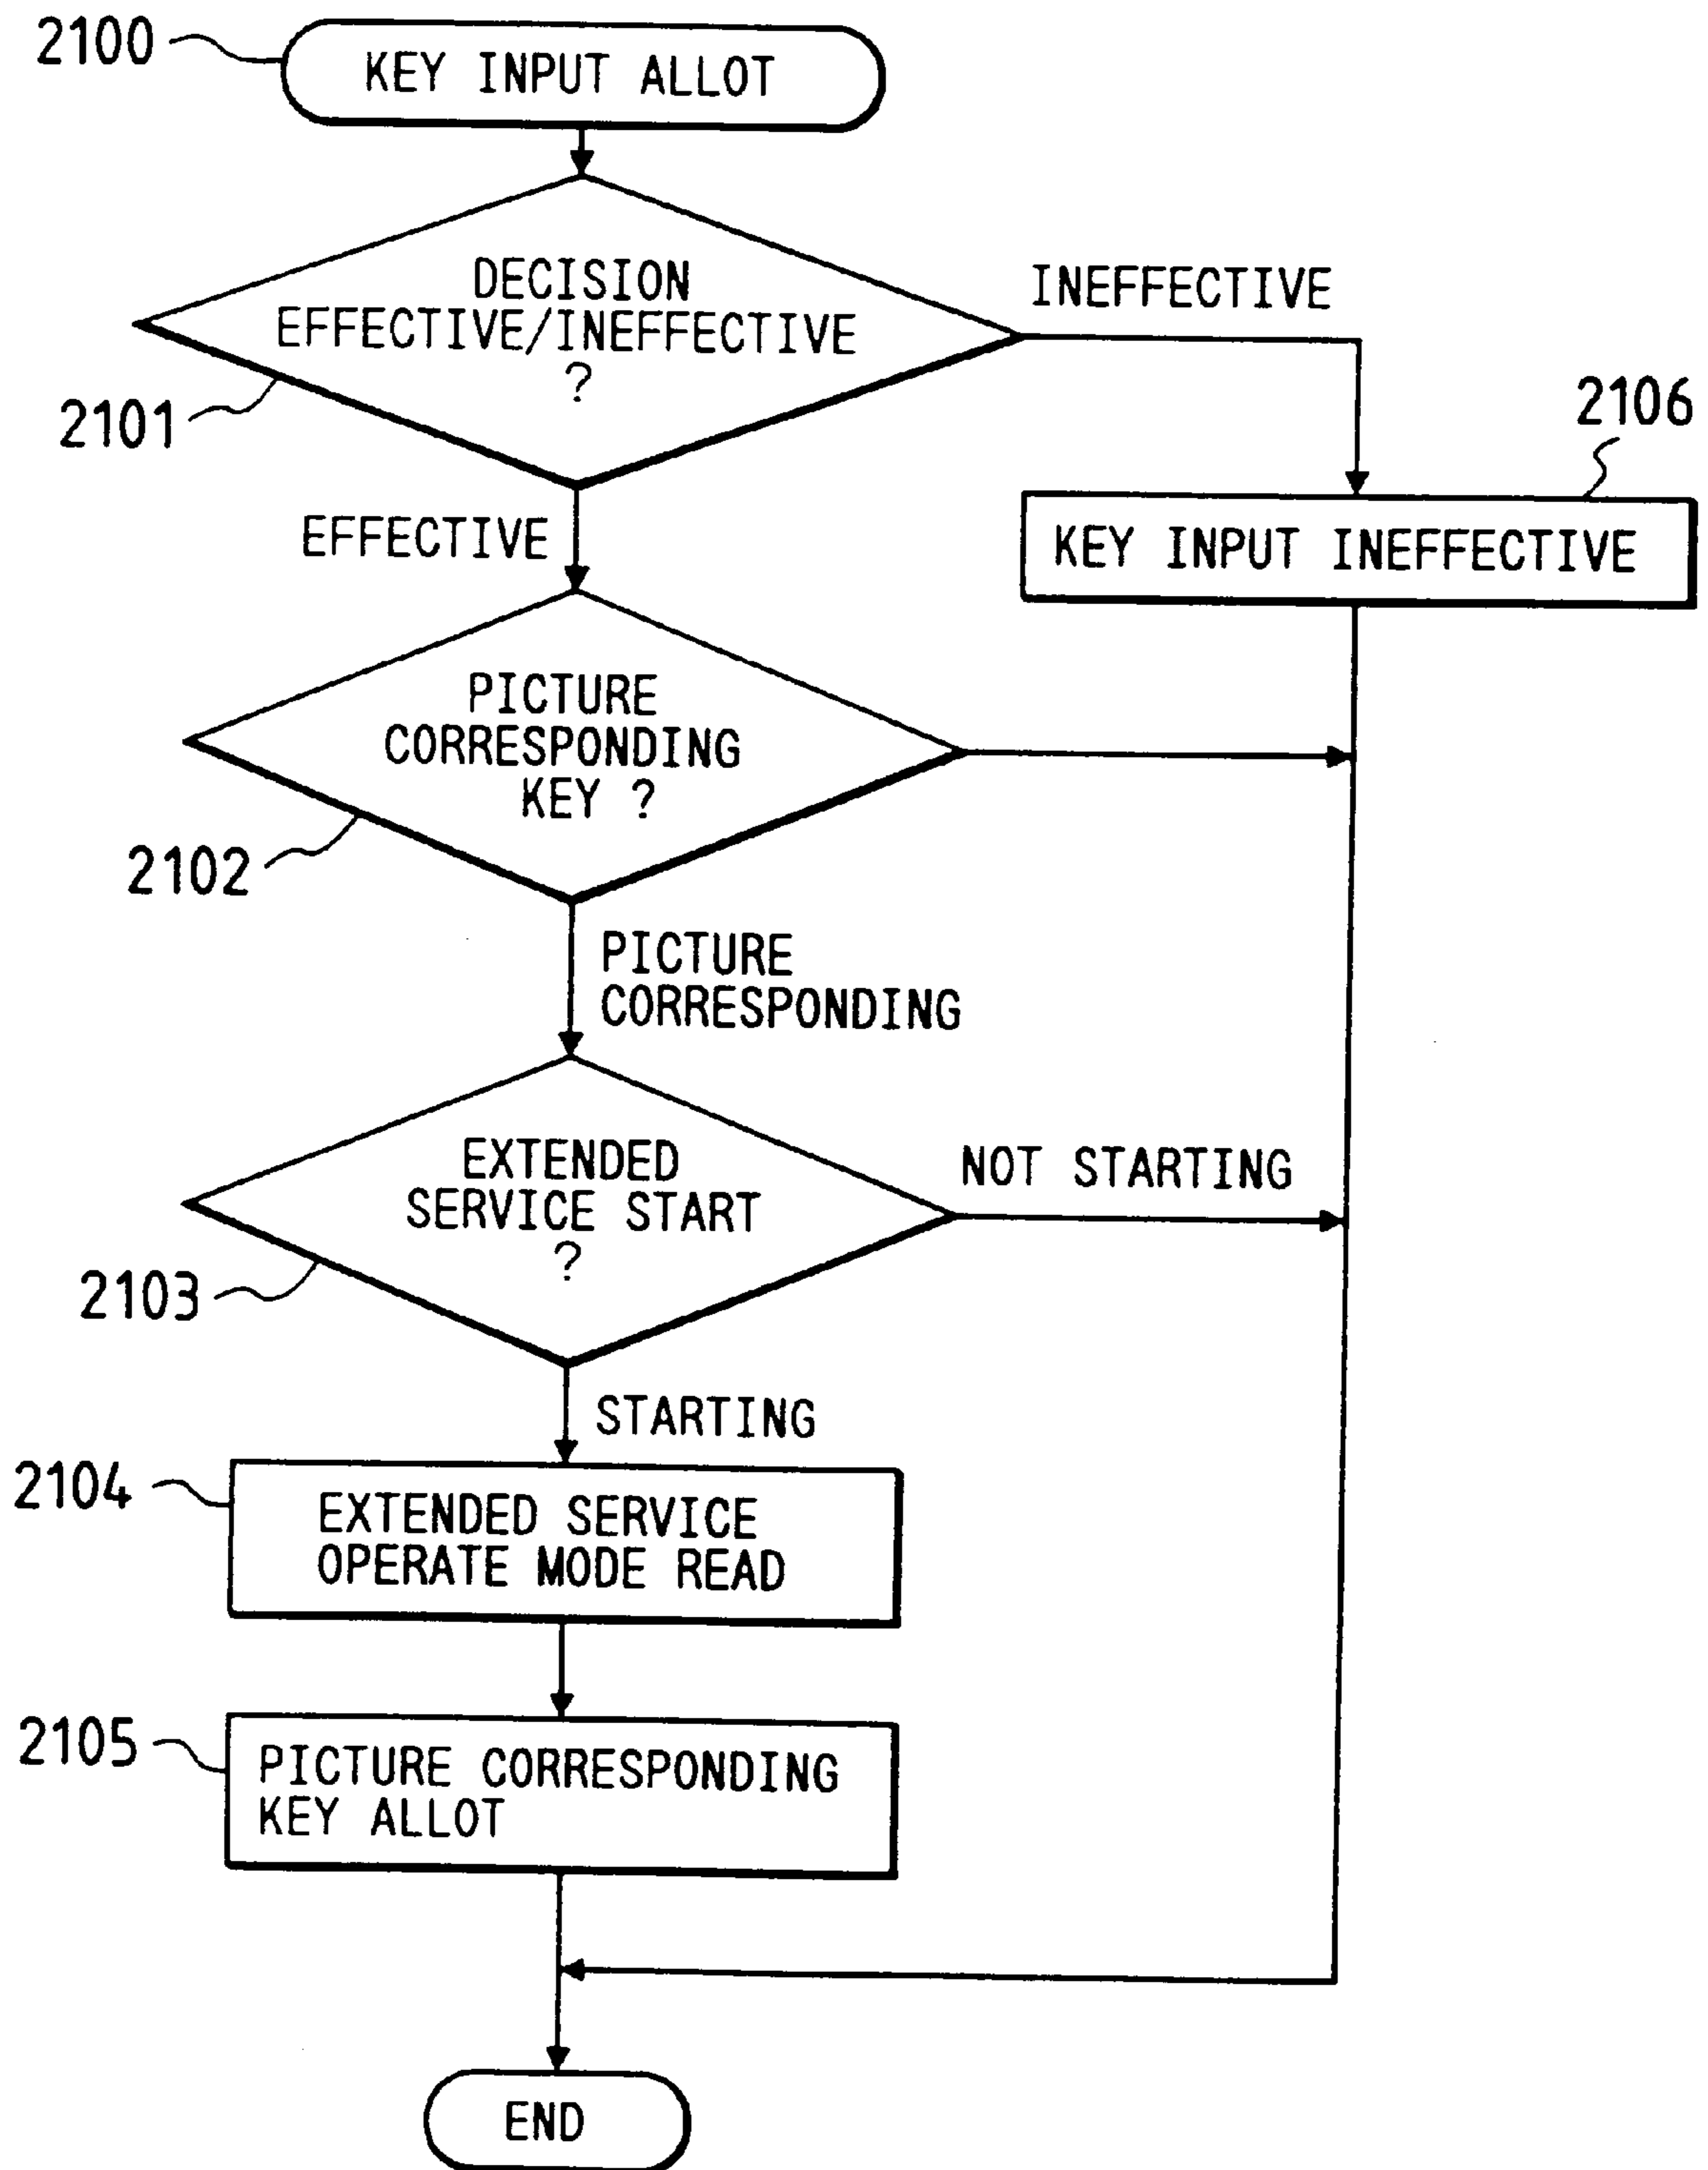 2100
KEY INPUT ALLOT
DECISION
EFFECTIVE/INEFFECTIVE
?
INEFFECTIVE
2101
2106
KEY INPUT INEFFECTIVE
EFFECTIVE
PICTURE
CORRESPONDING
KEY ?
2102
PICTURE
CORRESPONDING
EXTENDED
SERVICE START
?
NOT STARTING
2103
STARTING
2104
EXTENDED SERVICE
OPERATE MODE READ
2105
PICTURE CORRESPONDING
KEY ALLOT
END